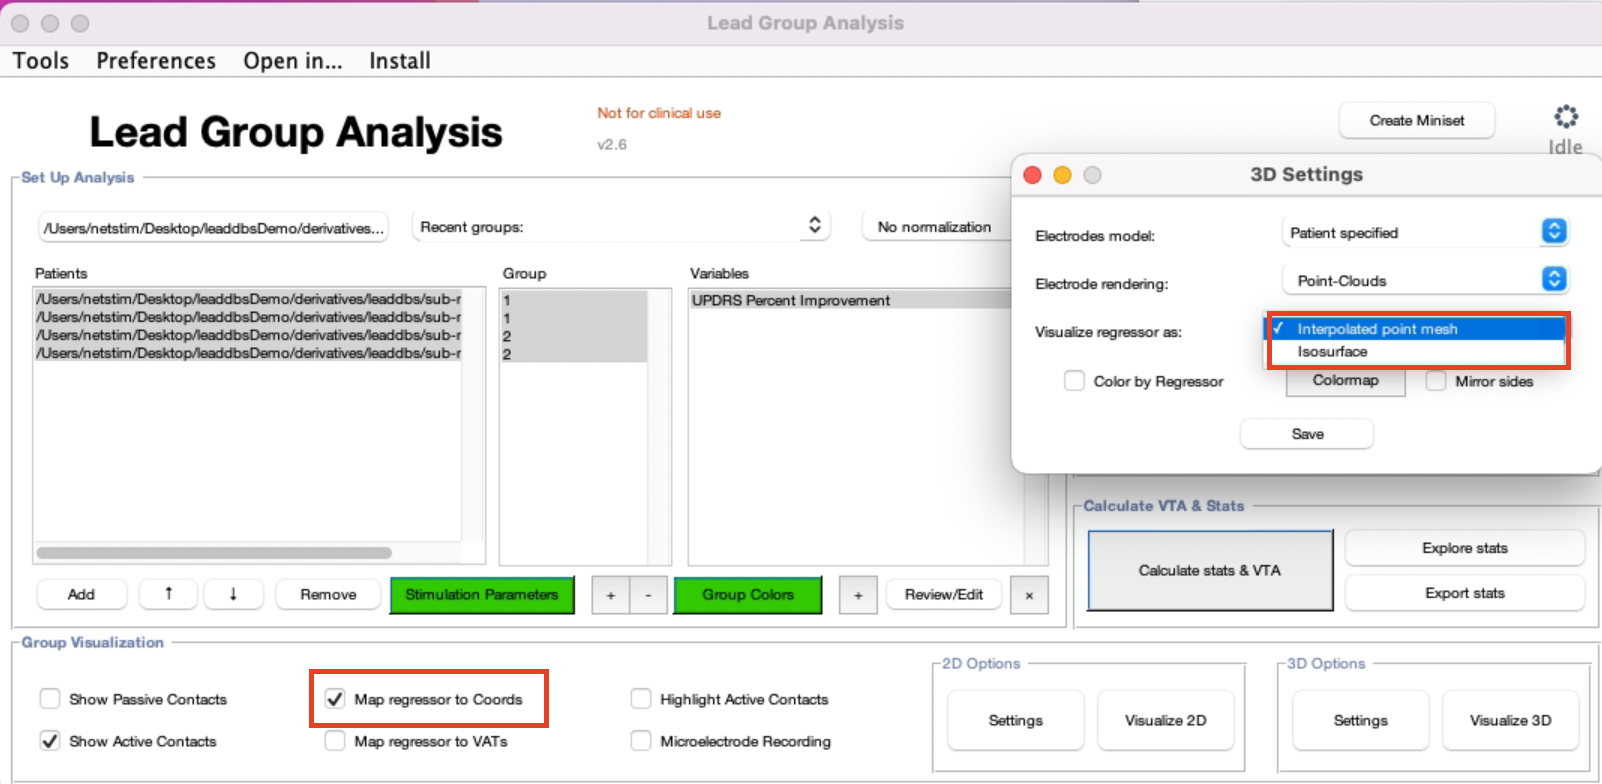 Lead Group Analysis
Tools Preferences Open in... Install
Lead Group Analysis
Not for clinical use
v2.6
Create Miniset
Idle
Set Up Analysis
/Users/netstim/Desktop/leaddbsDemo/derivatives...
Recent groups:
No normalization
Patients Group Variables
/Users/netstim/Desktop/leaddbsDemo/derivatives/leaddbs/sub-r 1 UPDRS Percent Improvement
/Users/netstim/Desktop/leaddbsDemo/derivatives/leaddbs/sub-r 1
/Users/netstim/Desktop/leaddbsDemo/derivatives/leaddbs/sub-r 2
/Users/netstim/Desktop/leaddbsDemo/derivatives/leaddbs/sub-r 2
Add ↑ ↓ Remove Stimulation Parameters + - Group Colors + Review/Edit ×
3D Settings
Electrodes model: Patient specified
Electrode rendering: Point-Clouds
Visualize regressor as: ✓ Interpolated point mesh
Isosurface
Color by Regressor Colormap Mirror sides
Save
Calculate VTA & Stats
Calculate stats & VTA
Explore stats
Export stats
Group Visualization
Show Passive Contacts Map regressor to Coords Highlight Active Contacts
Show Active Contacts Map regressor to VATs Microelectrode Recording
2D Options
Settings Visualize 2D
3D Options
Settings Visualize 3D